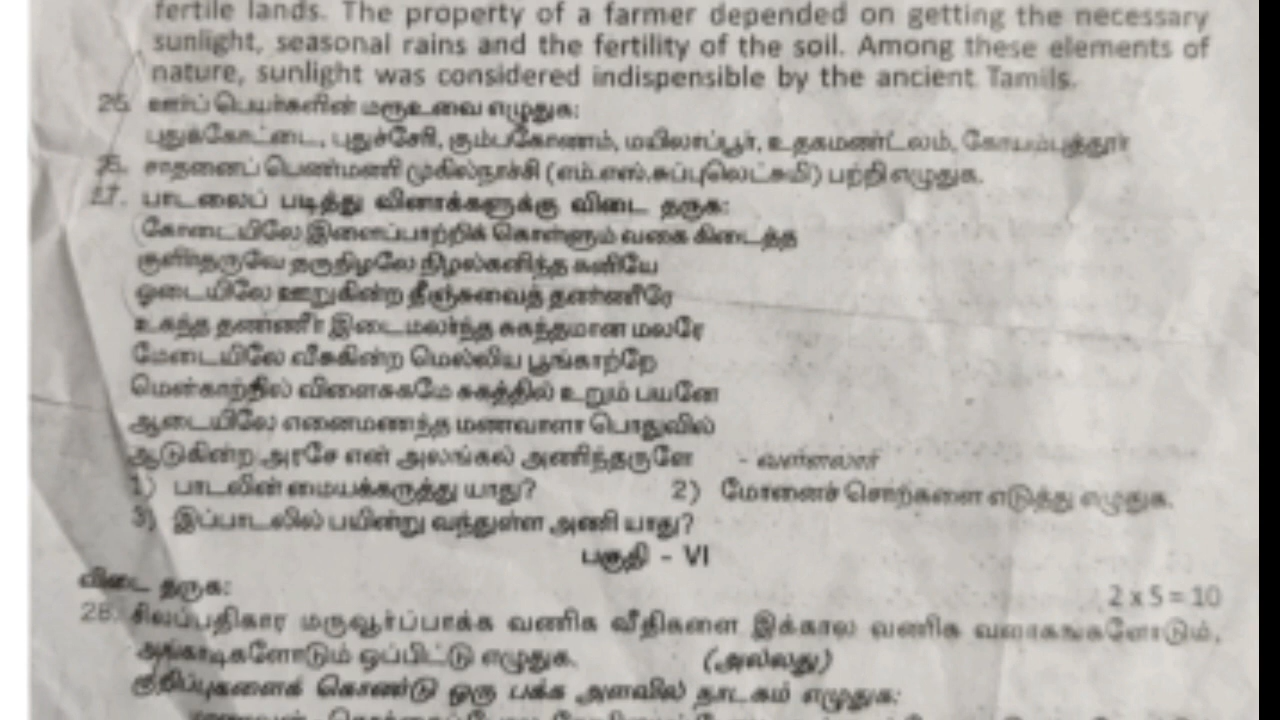 fertile lands. The property of a farmer depended on getting the necessary
sunlight, seasonal rains and the fertility of the soil. Among these elements of
nature, sunlight was considered indispensible by the ancient Tamils.
25. ஊர்ப் பெயர்களின் மரூஉவை எழுதுக:
புதுக்கோட்டை, புதுச்சேரி, கும்பகோணம், மயிலாப்பூர், உதகமண்டலம், கோயம்புத்தூர்
சாதனைப் பெண்மணி முகில்நாச்சி (எம்.எஸ்.சுப்புலெட்சுமி) பற்றி எழுதுக.
27. பாடலைப் படித்து வினாக்களுக்கு விடை தருக:
கோடையிலே இளைப்பாற்றிக் கொள்ளும் வகை கிடைத்த
குளிர்தருவே தருநிழலே நிழல்கனிந்த கனியே
ஓடையிலே ஊறுகின்ற தீஞ்சுவைத் தண்ணீரே
உகந்த தண்ணீர் இடைமலர்ந்த சுகந்தமான மலரே
மேடையிலே வீசுகின்ற மெல்லிய பூங்காற்றே
மென்காற்றில் விளைசுகமே சுகத்தில் உறும் பயனே
ஆடையிலே எனைமணந்த மணவாளா பொதுவில்
ஆடுகின்ற அரசே என் அலங்கல் அணிந்தருளே - வள்ளலார்
1) பாடலின் மையக்கருத்து யாது? 2) மோனைச் சொற்களை எடுத்து எழுதுக.
3) இப்பாடலில் பயின்று வந்துள்ள அணி யாது?
பகுதி - VI
விடை தருக: 2 x 5 = 10
28. சிலப்பதிகார மருவூர்ப்பாக்க வணிக வீதிகளை இக்கால வணிக வளாகங்களோடும்,
அங்காடிகளோடும் ஒப்பிட்டு எழுதுக. (அல்லது)
குறிப்புகளைக் கொண்டு ஒரு பக்க அளவில் நாடகம் எழுதுக: